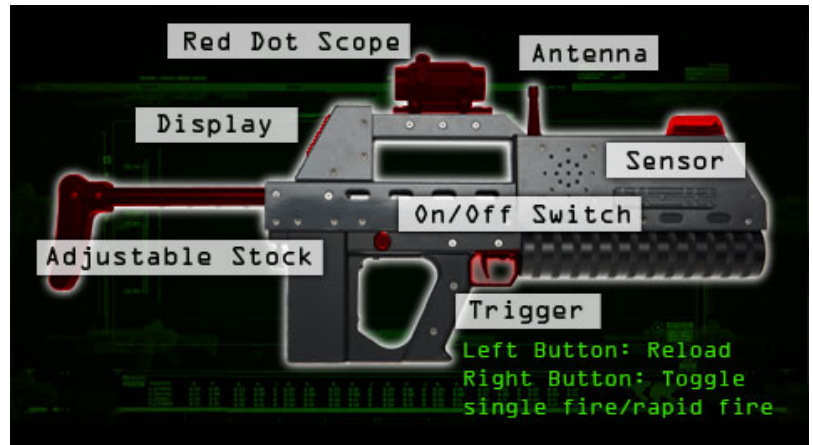 Red Dot Scope
Antenna
Display
Sensor
On/Off Switch
Adjustable Stock
Trigger
Left Button: Reload
Right Button: Toggle
single fire/rapid fire